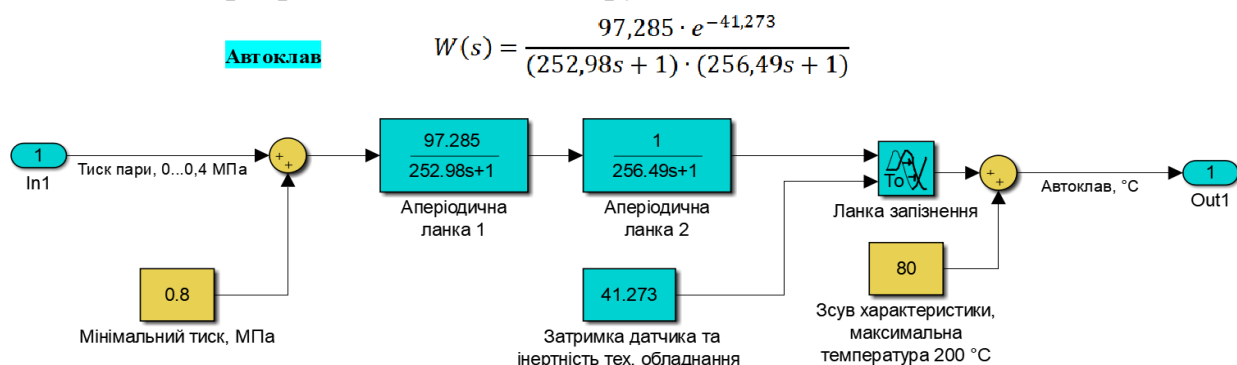 Автоклав
W(s) = 97,285 · e^{−41,273} / (252,98s + 1) · (256,49s + 1)
1
In1
Тиск пари, 0...0,4 МПа
+
+
97.285
252.98s+1
Аперіодична
ланка 1
1
256.49s+1
Аперіодична
ланка 2
To
Ланка запізнення
+
+
Автоклав, °C
1
Out1
0.8
Мінімальний тиск, МПа
41.273
Затримка датчика та
інертність тех. обладнання
80
Зсув характеристики,
максимальна
температура 200 °C